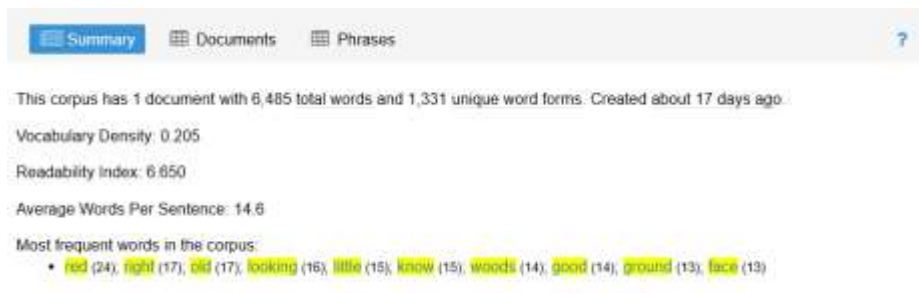 Summary Documents Phrases ?
This corpus has 1 document with 6,485 total words and 1,331 unique word forms. Created about 17 days ago.
Vocabulary Density: 0.205
Readability Index: 6.650
Average Words Per Sentence: 14.6
Most frequent words in the corpus:
• red (24); right (17); old (17); looking (16); little (15); know (15); woods (14); good (14); ground (13); face (13)